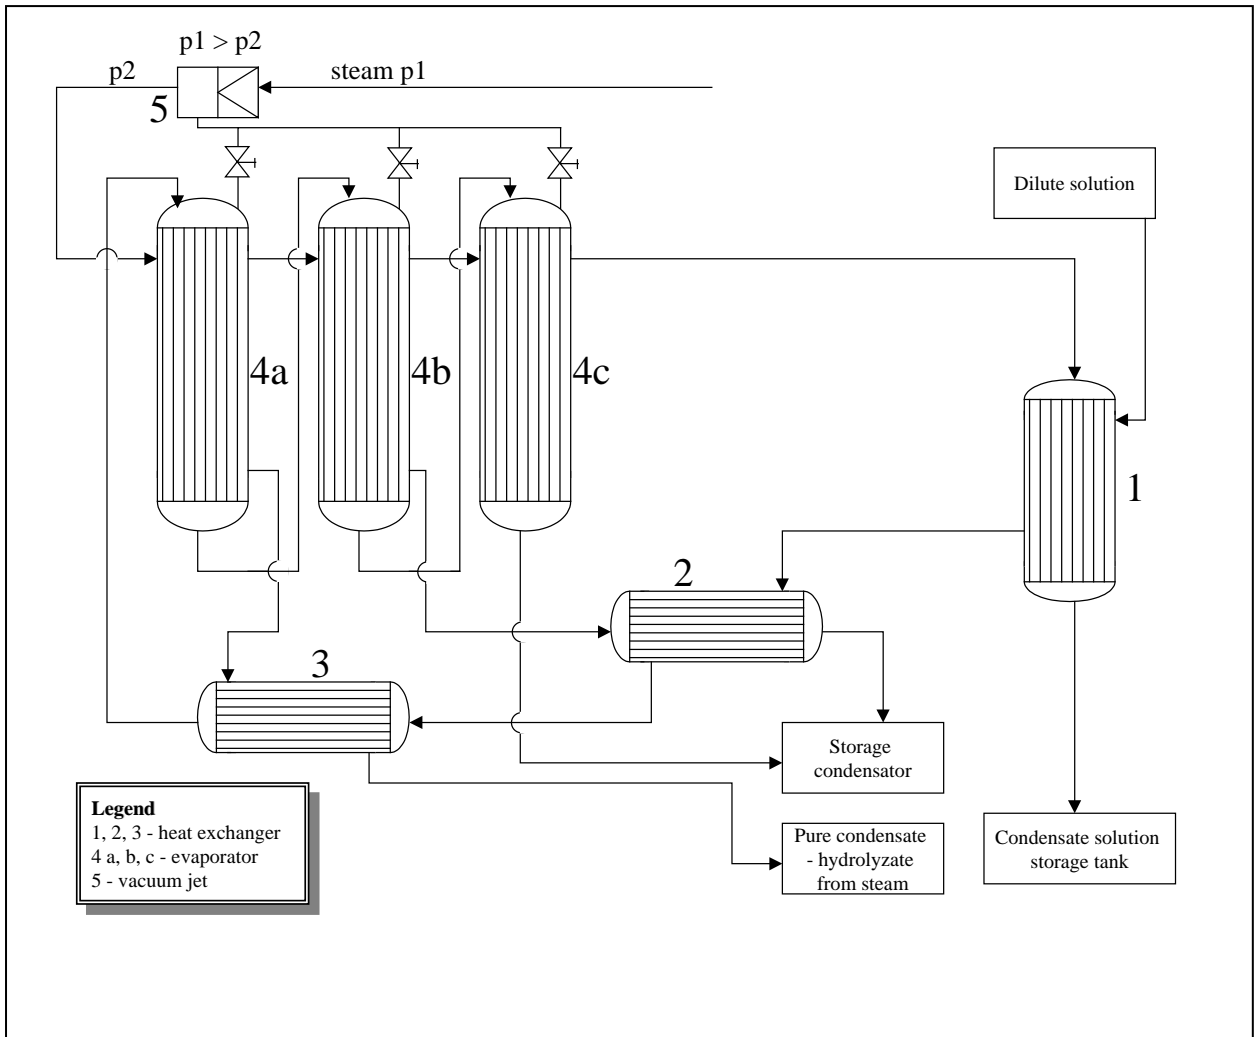 p1 > p2
p2
steam p1
5
Dilute solution
4a
4b
4c
1
2
3
Storage
condensator
Legend
1, 2, 3 - heat exchanger
4 a, b, c - evaporator
5 - vacuum jet
Pure condensate
- hydrolyzate
from steam
Condensate solution
storage tank